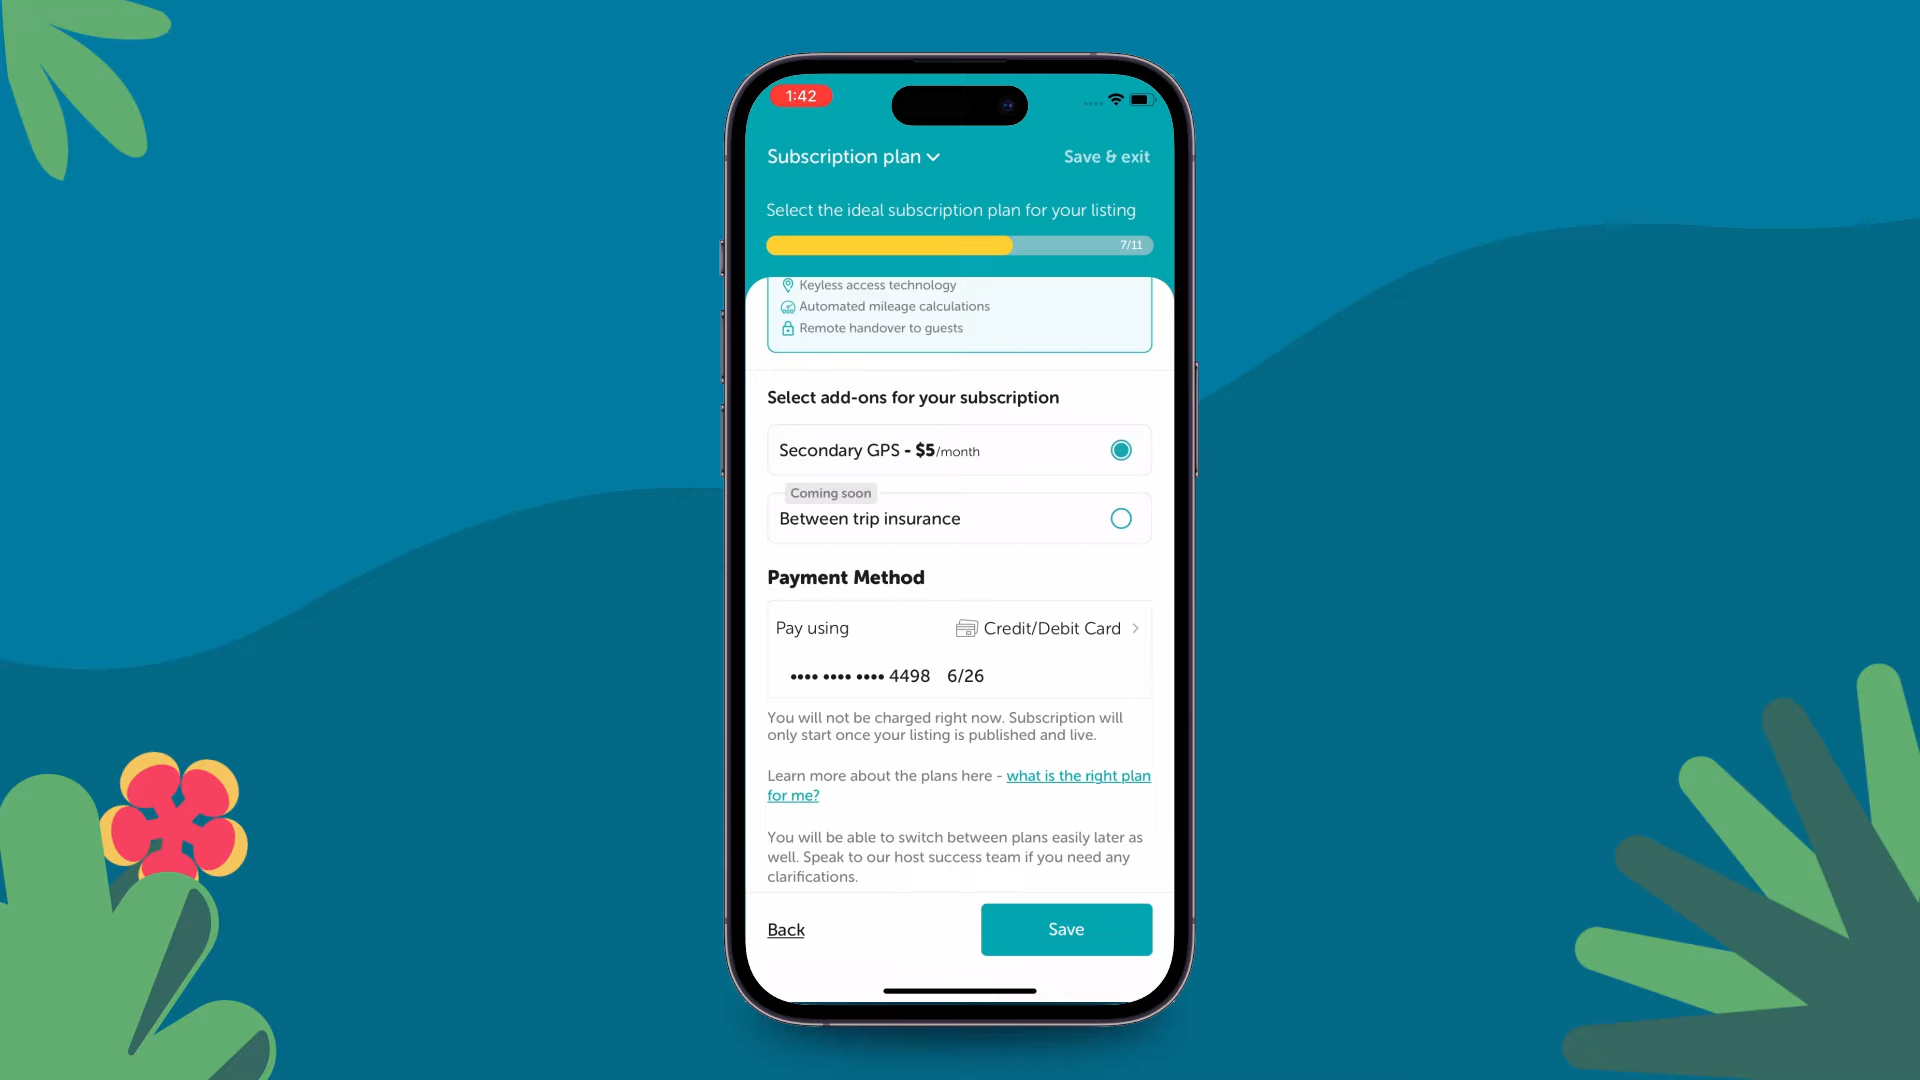 1:42
Subscription plan
Save & exit
Select the ideal subscription plan for your listing
7/11
Keyless access technology
Automated mileage calculations
Remote handover to guests
Select add-ons for your subscription
Secondary GPS - $5/month
Coming soon
Between trip insurance
Payment Method
Pay using
Credit/Debit Card
•••• •••• •••• 4498 6/26
You will not be charged right now. Subscription will
only start once your listing is published and live.
Learn more about the plans here - what is the right plan
for me?
You will be able to switch between plans easily later as
well. Speak to our host success team if you need any
clarifications.
Back
Save